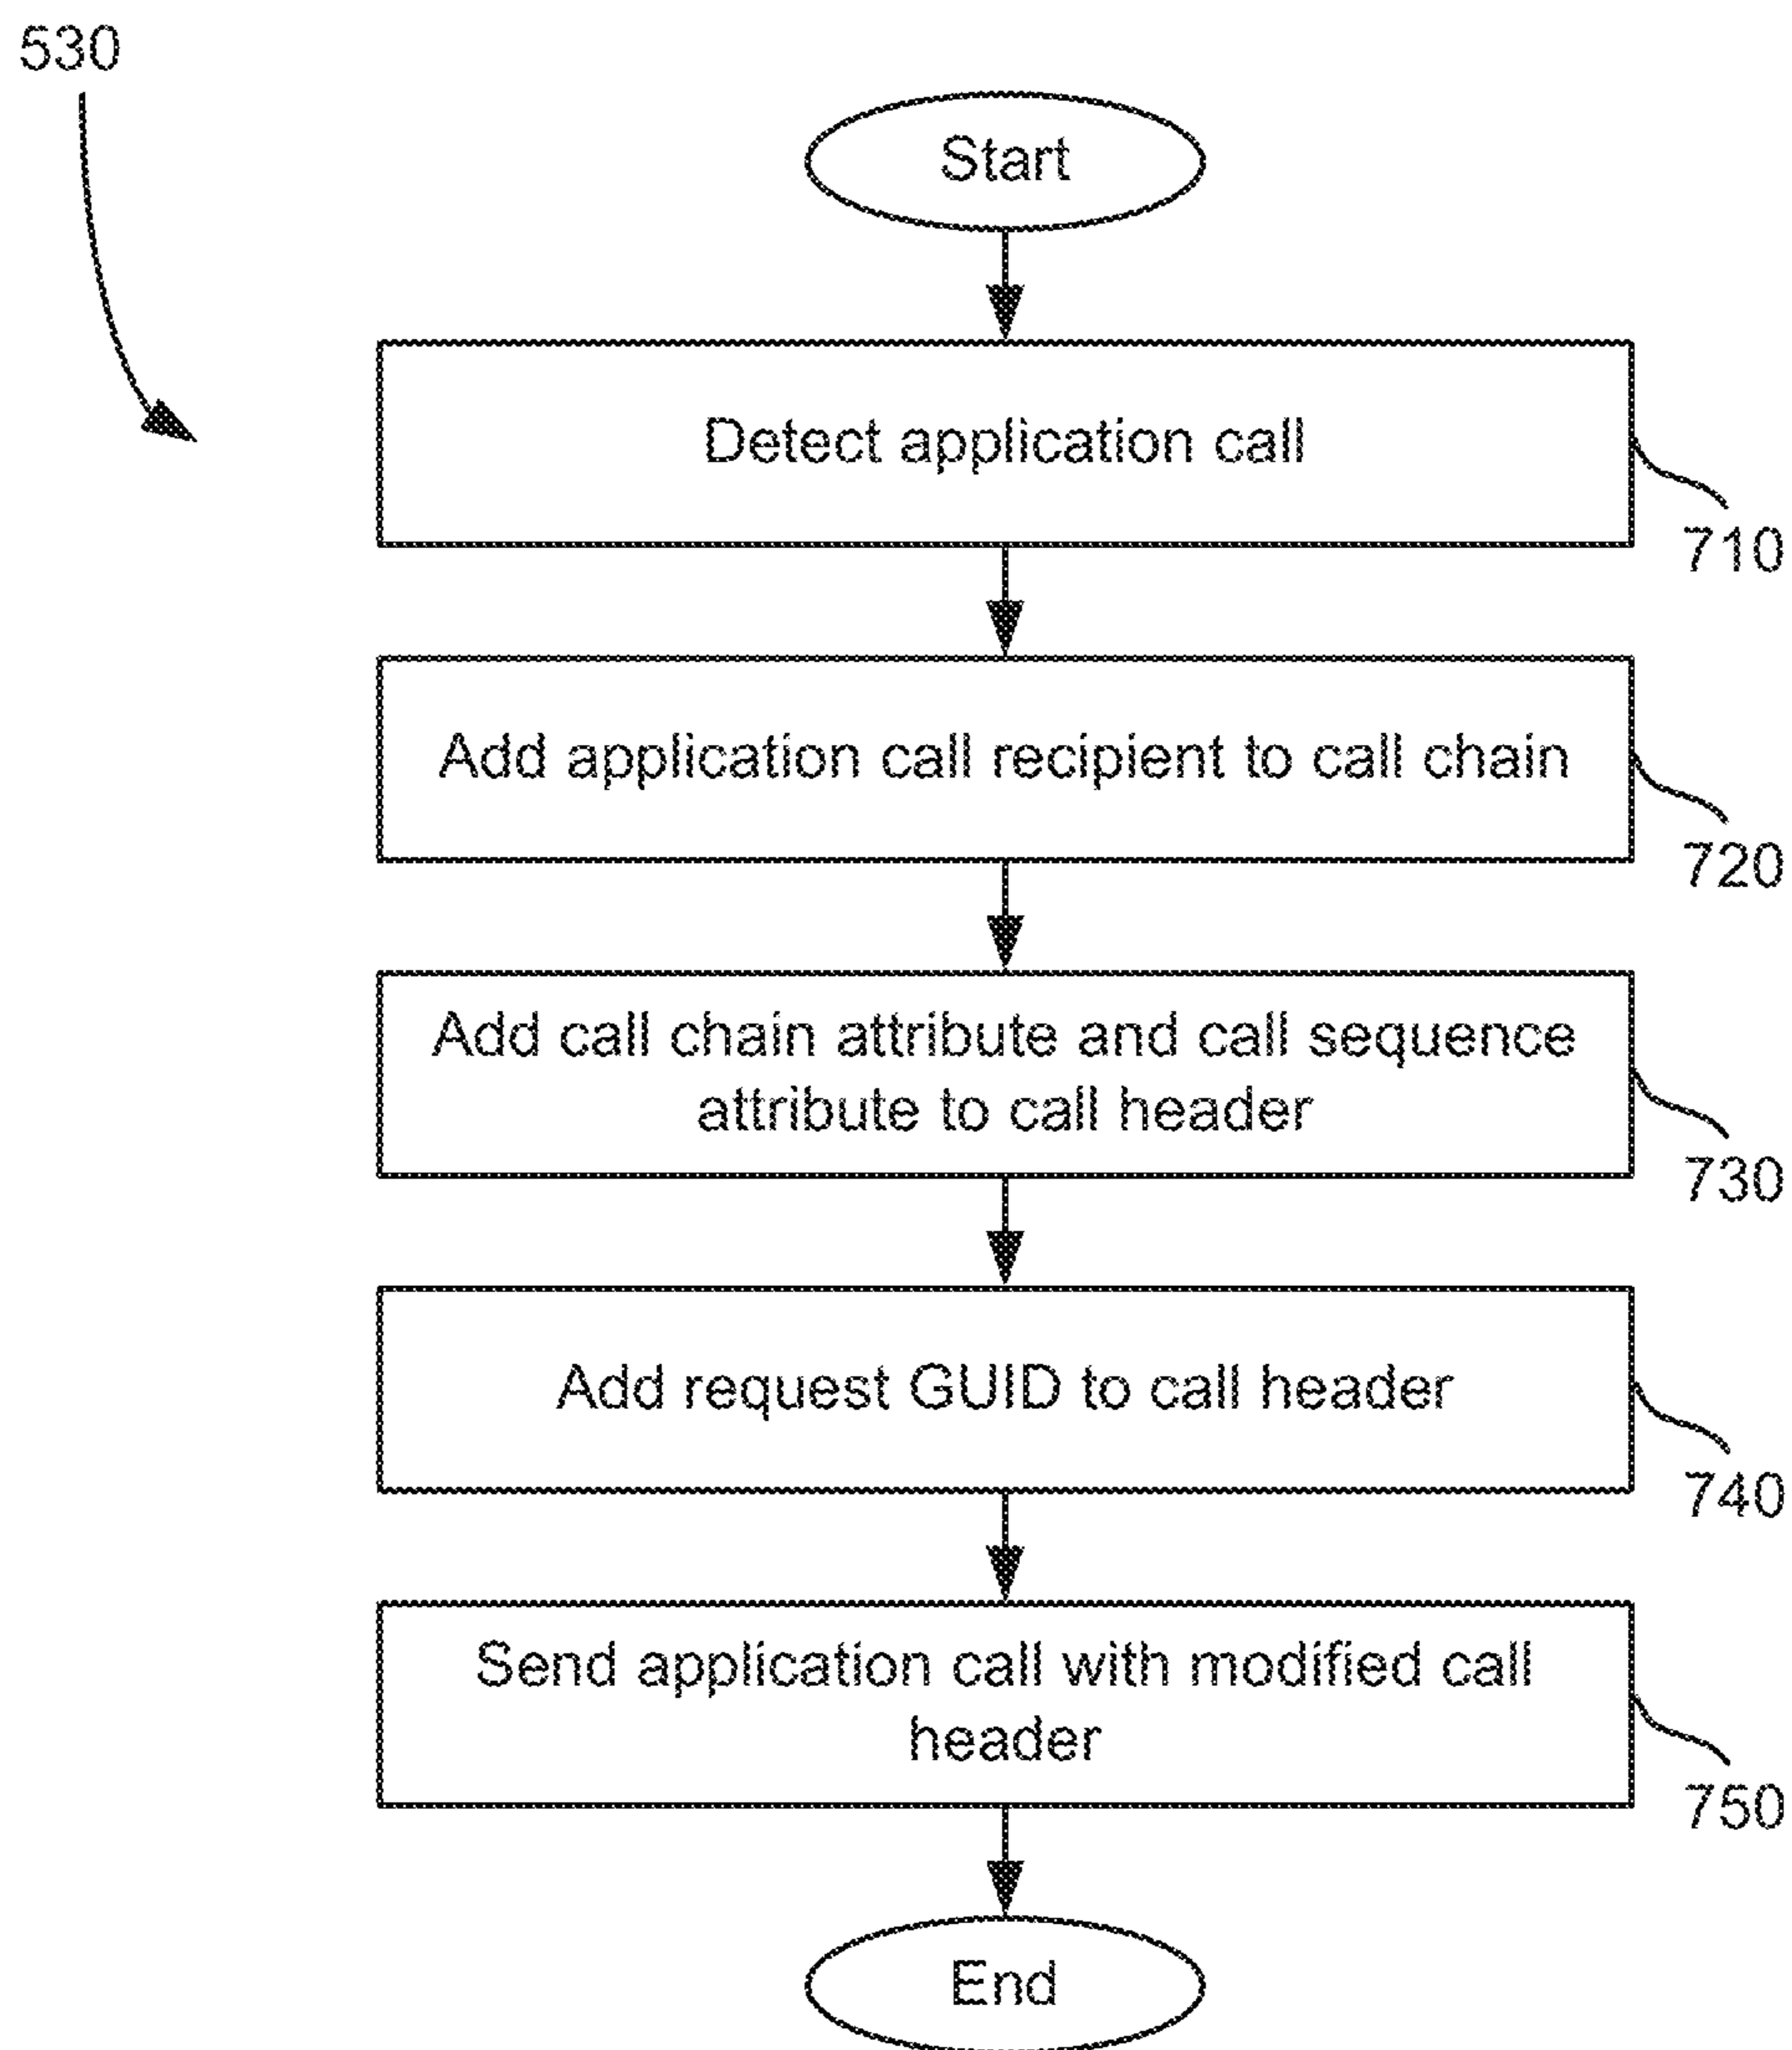 530
Start
Detect application call
710
Add application call recipient to call chain
720
Add call chain attribute and call sequence
attribute to call header
730
Add request GUID to call header
740
Send application call with modified call
header
750
End